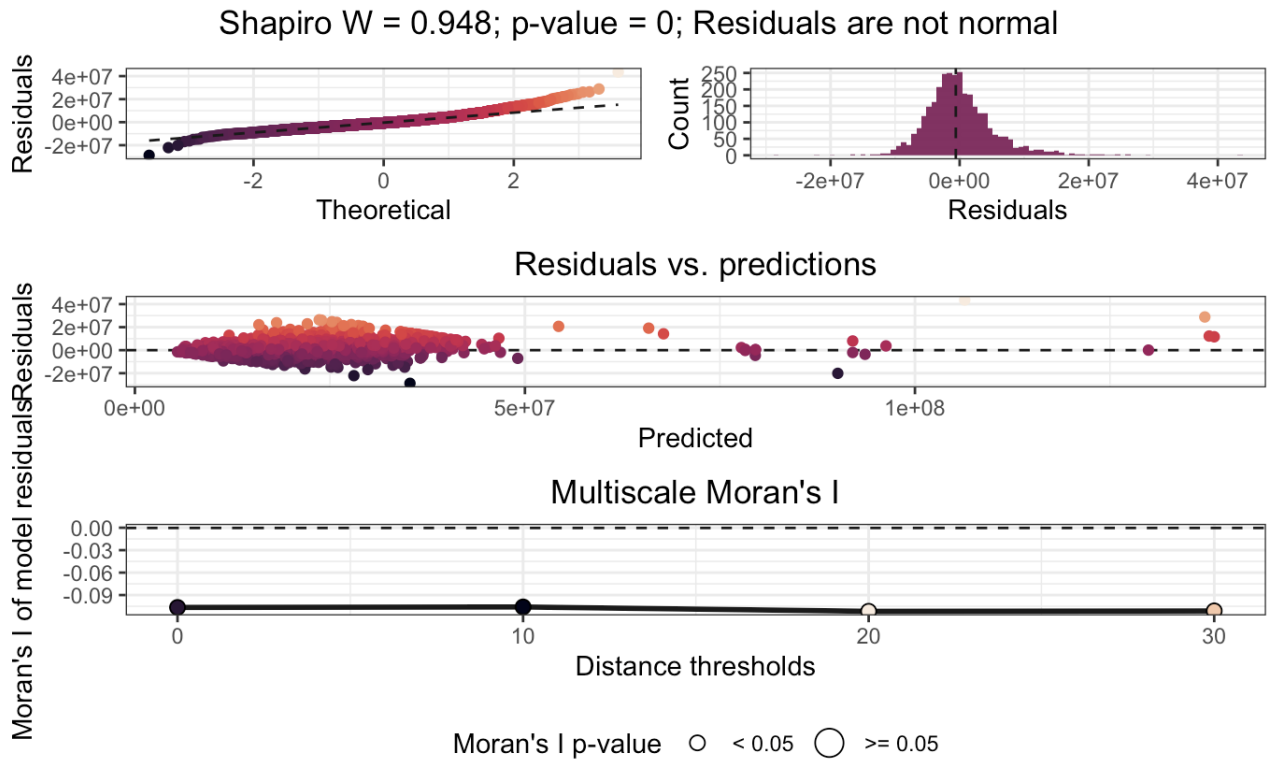 Shapiro W = 0.948; p-value = 0; Residuals are not normal
Residuals
4e+07
2e+07
0e+00
-2e+07
-2
0
2
Theoretical
Count
250
200
150
100
50
0
-2e+07
0e+00
2e+07
4e+07
Residuals
Residuals vs. predictions
Residuals
4e+07
2e+07
0e+00
-2e+07
0e+00
5e+07
1e+08
Predicted
Multiscale Moran's I
Moran's I of model residuals
0.00
-0.03
-0.06
-0.09
0
10
20
30
Distance thresholds
Moran's I p-value
< 0.05
>= 0.05